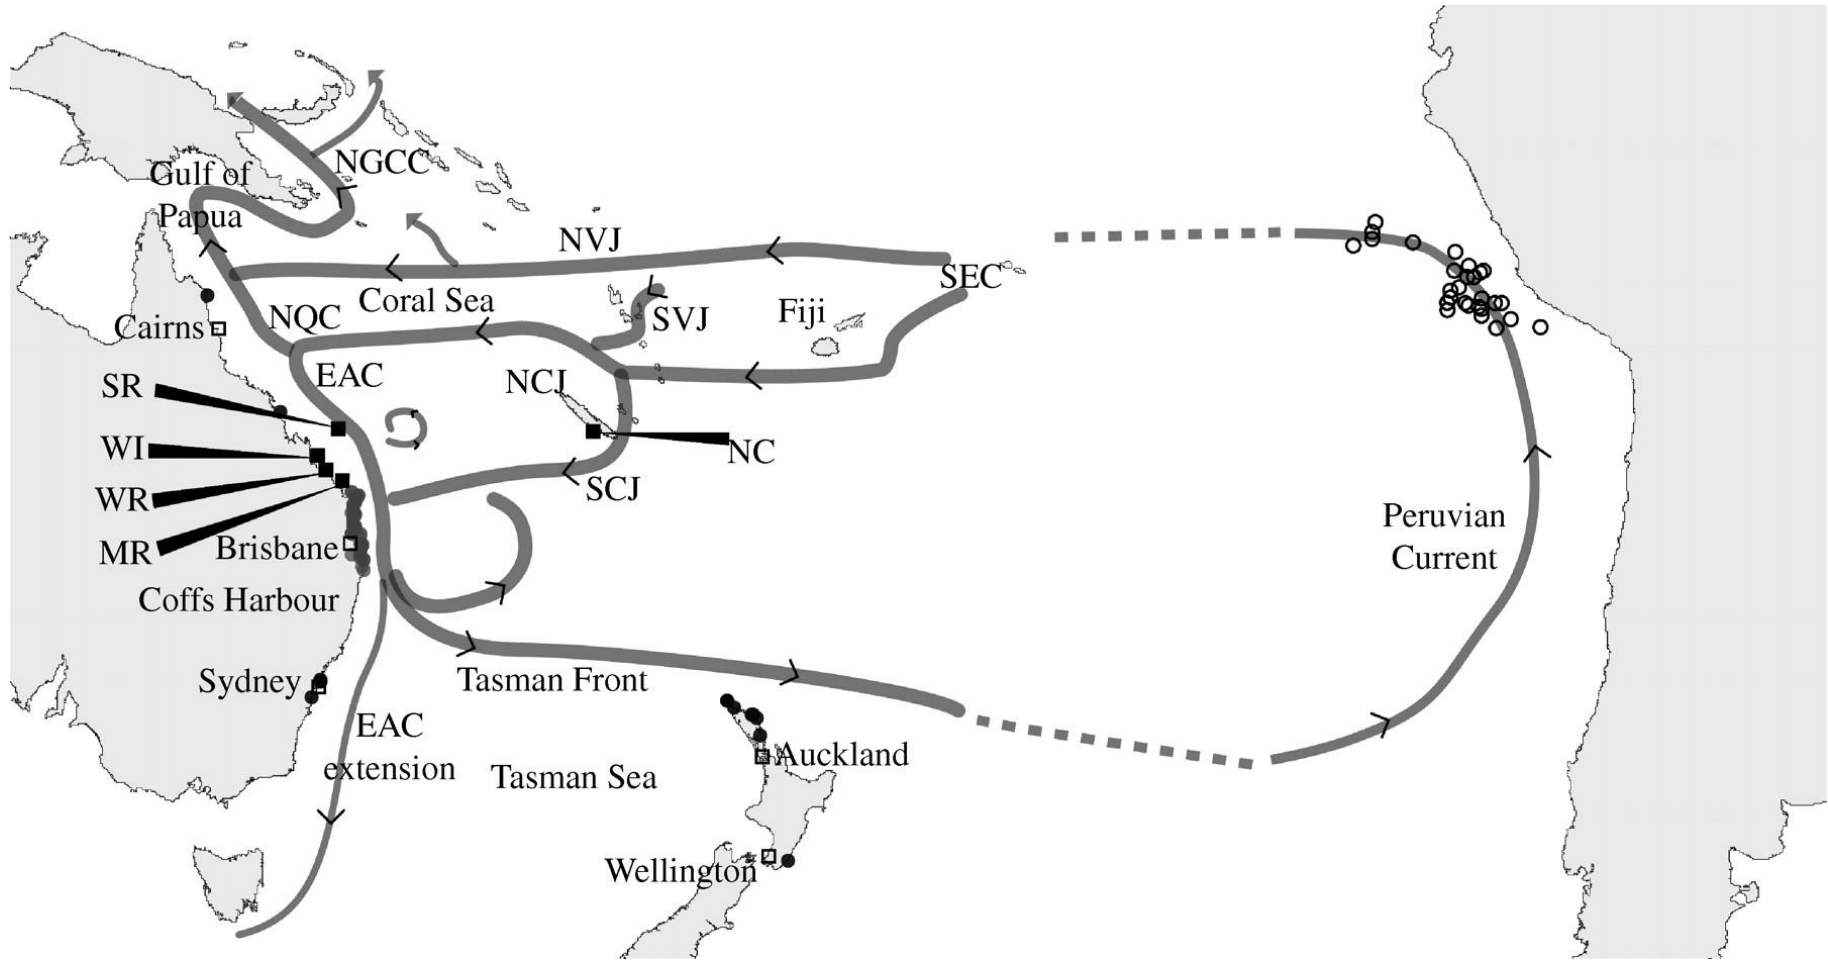 NGCC
Gulf of
Papua
NVJ
SEC
Coral Sea
NQC
SVJ
Fiji
Cairns
EAC
SR
NCJ
WI
NC
WR
SCJ
MR
Brisbane
Peruvian
Current
Coffs Harbour
Sydney
Tasman Front
EAC
extension
Tasman Sea
Auckland
Wellington